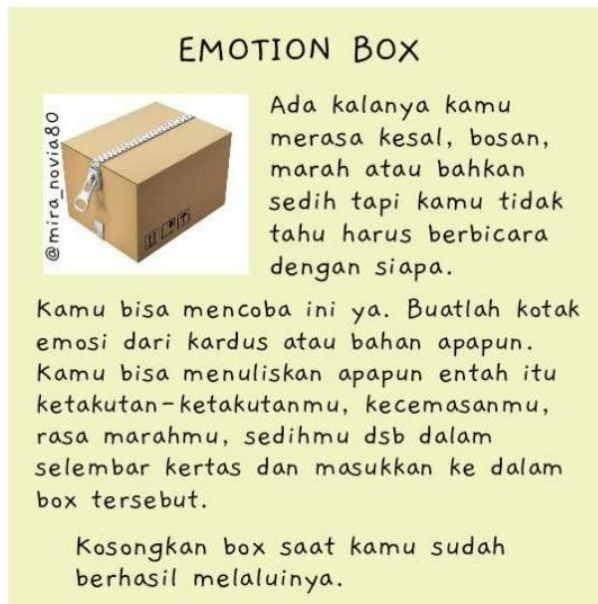 EMOTION BOX
@mira_novia80
Ada kalanya kamu
merasa kesal, bosan,
marah atau bahkan
sedih tapi kamu tidak
tahu harus berbicara
dengan siapa.
Kamu bisa mencoba ini ya. Buatlah kotak
emosi dari kardus atau bahan apapun.
Kamu bisa menuliskan apapun entah itu
ketakutan-ketakutanmu, kecemasanmu,
rasa marahmu, sedihmu dsb dalam
selembar kertas dan masukkan ke dalam
box tersebut.
Kosongkan box saat kamu sudah
berhasil melaluinya.